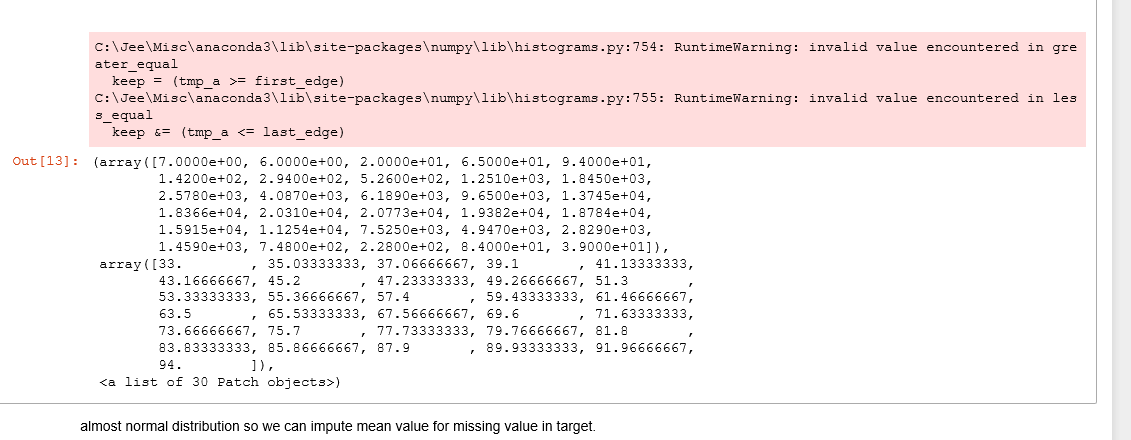 C:\Jee\Misc\anaconda3\lib\site-packages\numpy\lib\histograms.py:754: RuntimeWarning: invalid value encountered in gre
ater_equal
  keep = (tmp_a >= first_edge)
C:\Jee\Misc\anaconda3\lib\site-packages\numpy\lib\histograms.py:755: RuntimeWarning: invalid value encountered in les
s_equal
  keep &= (tmp_a <= last_edge)
Out[13]: (array([7.0000e+00, 6.0000e+00, 2.0000e+01, 6.5000e+01, 9.4000e+01,
        1.4200e+02, 2.9400e+02, 5.2600e+02, 1.2510e+03, 1.8450e+03,
        2.5780e+03, 4.0870e+03, 6.1890e+03, 9.6500e+03, 1.3745e+04,
        1.8366e+04, 2.0310e+04, 2.0773e+04, 1.9382e+04, 1.8784e+04,
        1.5915e+04, 1.1254e+04, 7.5250e+03, 4.9470e+03, 2.8290e+03,
        1.4590e+03, 7.4800e+02, 2.2800e+02, 8.4000e+01, 3.9000e+01]),
 array([33.        , 35.03333333, 37.06666667, 39.1       , 41.13333333,
        43.16666667, 45.2       , 47.23333333, 49.26666667, 51.3       ,
        53.33333333, 55.36666667, 57.4       , 59.43333333, 61.46666667,
        63.5       , 65.53333333, 67.56666667, 69.6       , 71.63333333,
        73.66666667, 75.7       , 77.73333333, 79.76666667, 81.8       ,
        83.83333333, 85.86666667, 87.9       , 89.93333333, 91.96666667,
        94.        ]),
 <a list of 30 Patch objects>)
almost normal distribution so we can impute mean value for missing value in target.